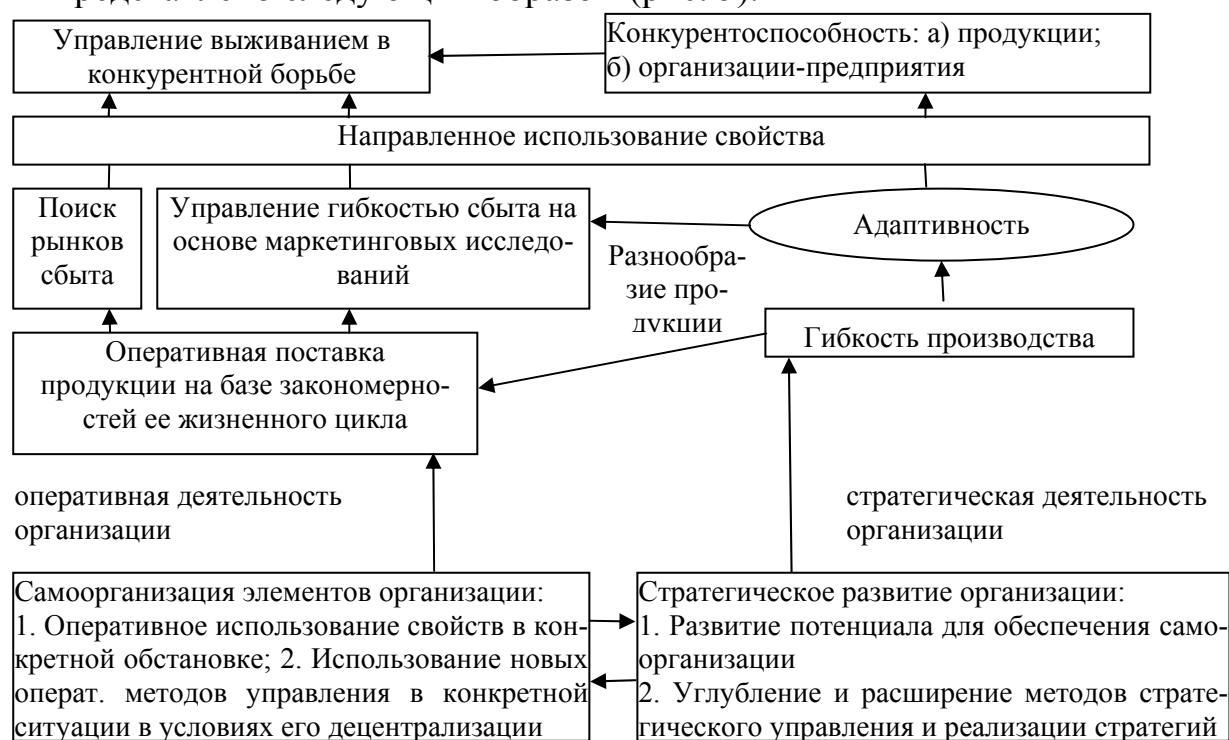 Управление выживанием в
конкурентной борьбе
Конкурентоспособность: а) продукции;
б) организации-предприятия
Направленное использование свойства
Поиск
рынков
сбыта
Управление гибкостью сбыта на
основе маркетинговых исследо-
ваний
Адаптивность
Разнообра-
зие про-
дукции
Гибкость производства
Оперативная поставка
продукции на базе закономерно-
стей ее жизненного цикла
оперативная деятельность
организации
стратегическая деятельность
организации
Самоорганизация элементов организации:
1. Оперативное использование свойств в кон-
кретной обстановке; 2. Использование новых
операт. методов управления в конкретной
ситуации в условиях его децентрализации
Стратегическое развитие организации:
1. Развитие потенциала для обеспечения само-
организации
2. Углубление и расширение методов страте-
гического управления и реализации стратегий